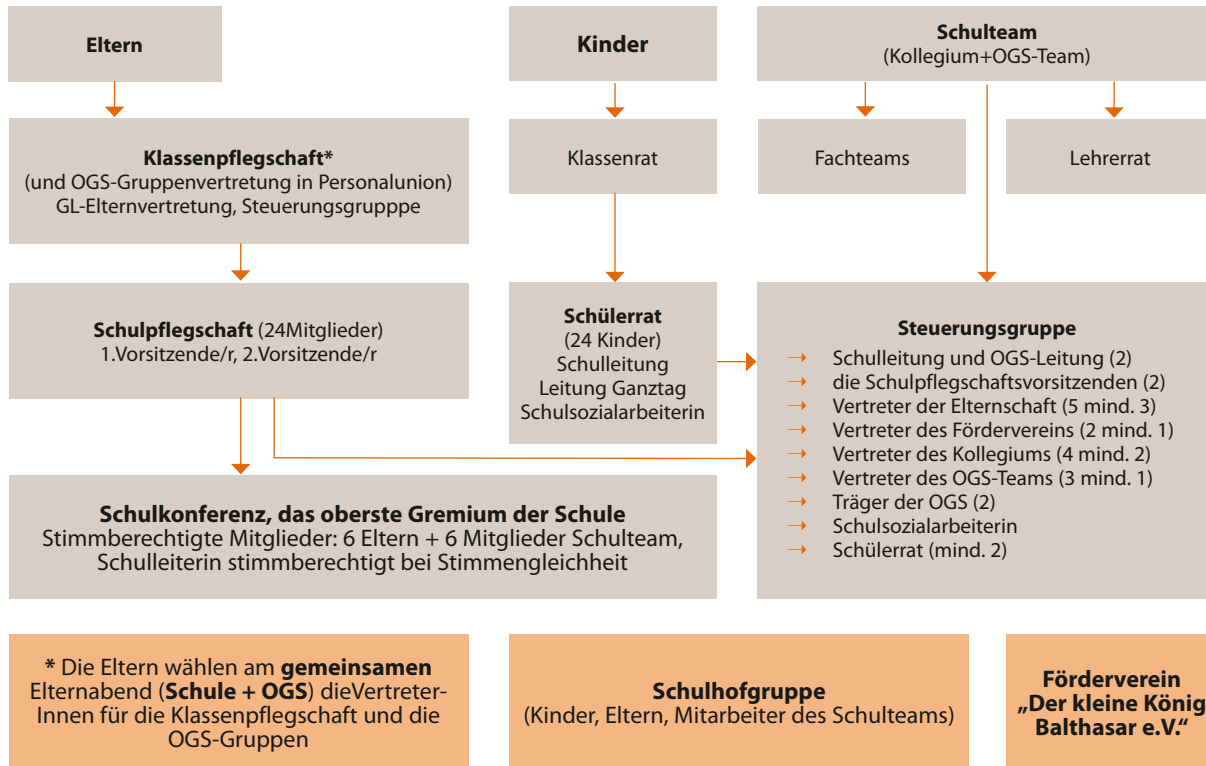 Eltern
Kinder
Schulteam
(Kollegium+OGS-Team)
Klassenpflegschaft*
(und OGS-Gruppenvertretung in Personalunion)
GL-Elternvertretung, Steuerungsgrupppe
Klassenrat
Fachteams
Lehrerrat
Schulpflegschaft (24Mitglieder)
1.Vorsitzende/r, 2.Vorsitzende/r
Schülerrat
(24 Kinder)
Schulleitung
Leitung Ganztag
Schulsozialarbeiterin
Steuerungsgruppe
→ Schulleitung und OGS-Leitung (2)
→ die Schulpflegschaftsvorsitzenden (2)
→ Vertreter der Elternschaft (5 mind. 3)
→ Vertreter des Fördervereins (2 mind. 1)
→ Vertreter des Kollegiums (4 mind. 2)
→ Vertreter des OGS-Teams (3 mind. 1)
→ Träger der OGS (2)
→ Schulsozialarbeiterin
→ Schülerrat (mind. 2)
Schulkonferenz, das oberste Gremium der Schule
Stimmberechtigte Mitglieder: 6 Eltern + 6 Mitglieder Schulteam,
Schulleiterin stimmberechtigt bei Stimmengleichheit
* Die Eltern wählen am gemeinsamen
Elternabend (Schule + OGS) dieVertreter-
Innen für die Klassenpflegschaft und die
OGS-Gruppen
Schulhofgruppe
(Kinder, Eltern, Mitarbeiter des Schulteams)
Förderverein
„Der kleine König
Balthasar e.V.“